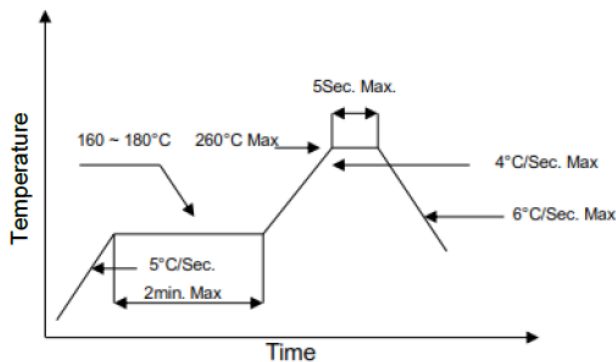 5Sec. Max.
160 ~ 180°C
260°C Max
4°C/Sec. Max
6°C/Sec. Max
5°C/Sec.
2min. Max
Temperature
Time